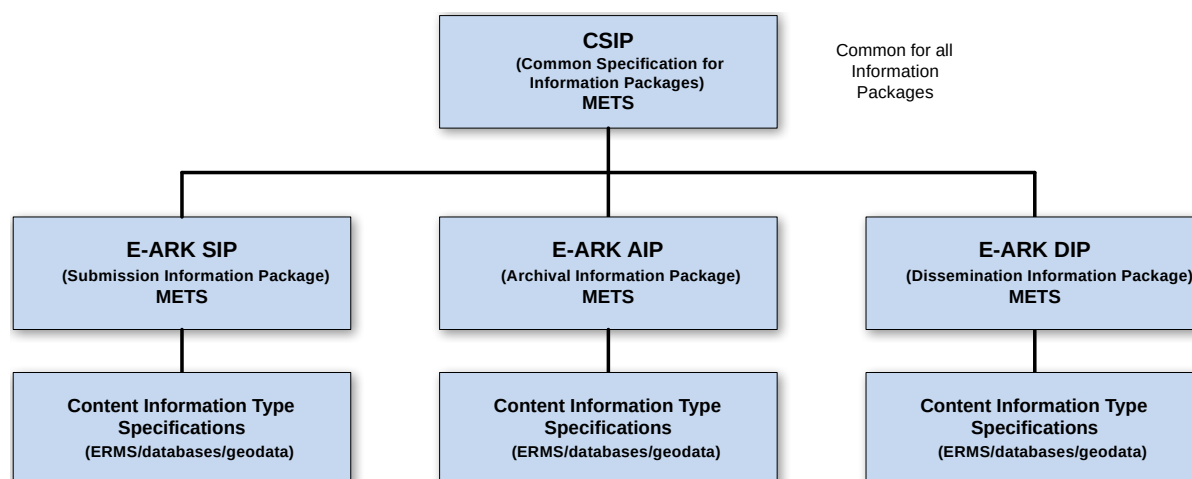 CSIP
(Common Specification for
Information Packages)
METS
Common for all
Information
Packages
E-ARK SIP
(Submission Information Package)
METS
E-ARK AIP
(Archival Information Package)
METS
E-ARK DIP
(Dissemination Information Package)
METS
Content Information Type
Specifications
(ERMS/databases/geodata)
Content Information Type
Specifications
(ERMS/databases/geodata)
Content Information Type
Specifications
(ERMS/databases/geodata)